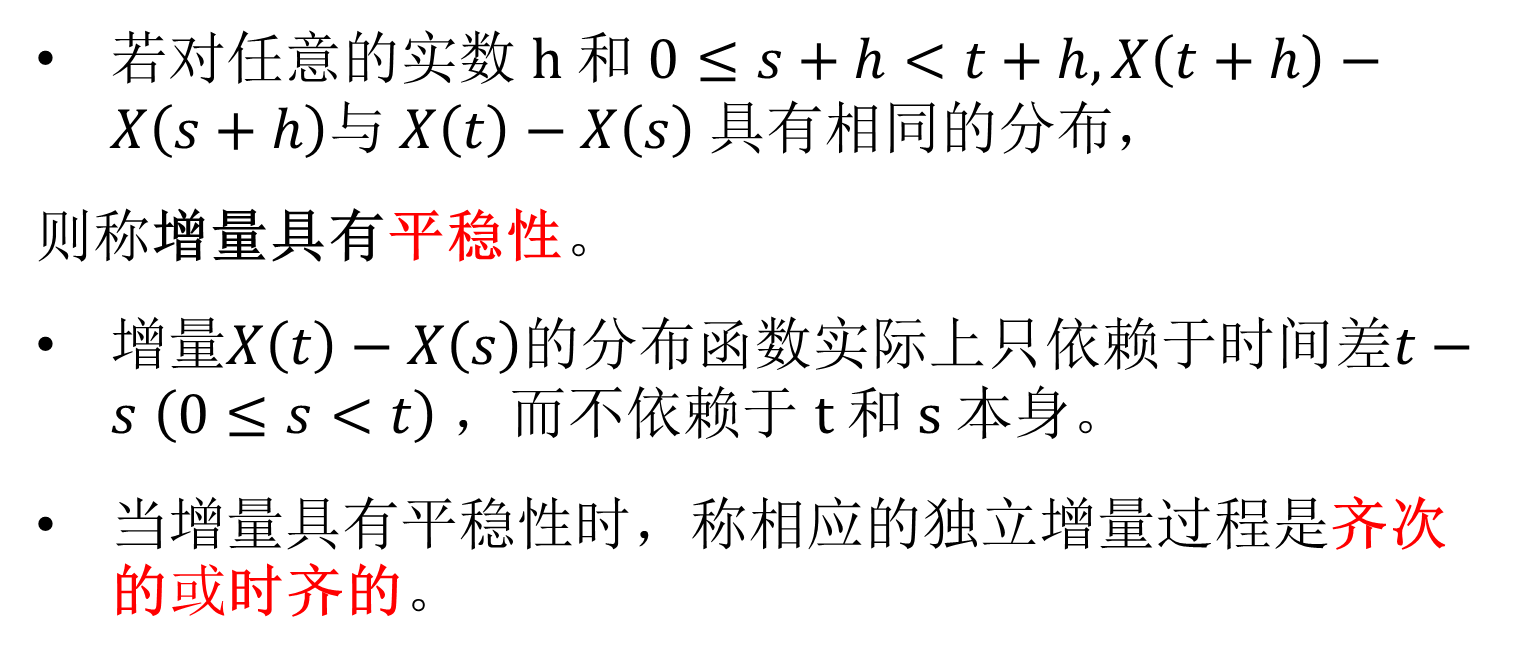 • 若对任意的实数 h 和 0 ≤ s + h < t + h, X(t + h) −
X(s + h)与 X(t) − X(s) 具有相同的分布，
则称增量具有平稳性。
• 增量X(t) − X(s)的分布函数实际上只依赖于时间差t −
s (0 ≤ s < t) ，而不依赖于 t 和 s 本身。
• 当增量具有平稳性时，称相应的独立增量过程是齐次
的或时齐的。